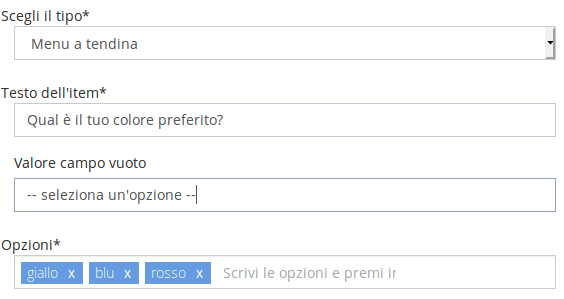 Scegli il tipo*
Menu a tendina
Testo dell'item*
Qual è il tuo colore preferito?
Valore campo vuoto
-- seleziona un'opzione --
Opzioni*
giallo x blu x rosso x Scrivi le opzioni e premi in